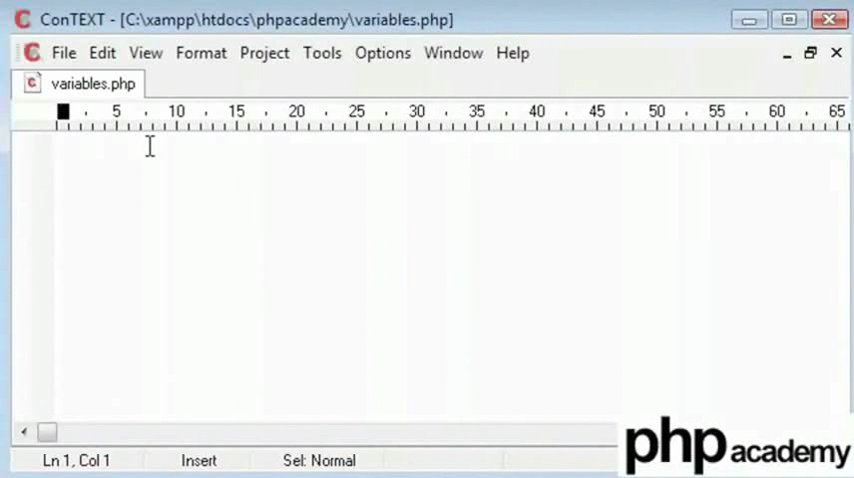 ConTEXT - [C:\xampp\htdocs\phpacademy\variables.php]
File Edit View Format Project Tools Options Window Help
variables.php
5 10 15 20 25 30 35 40 45 50 55 60 65
Ln 1, Col 1 Insert Sel: Normal
php academy